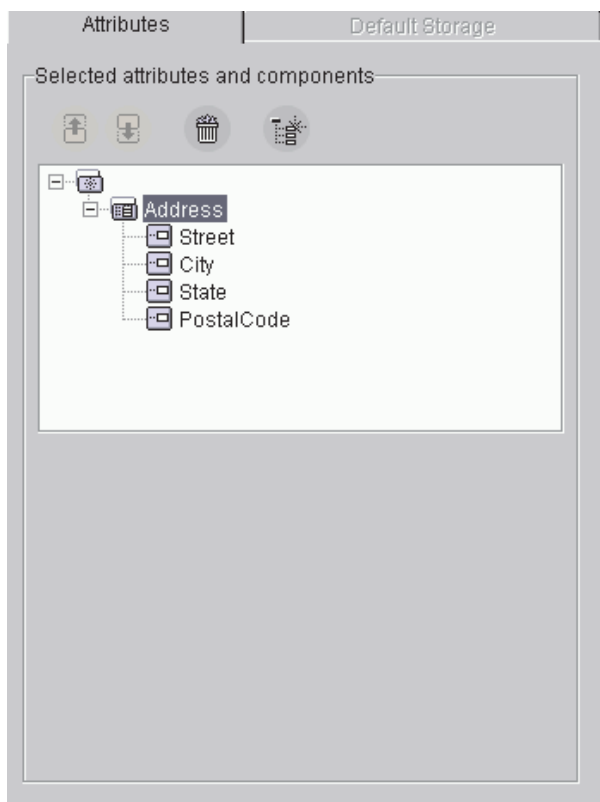 Attributes
Default Storage
Selected attributes and components
Address
Street
City
State
PostalCode